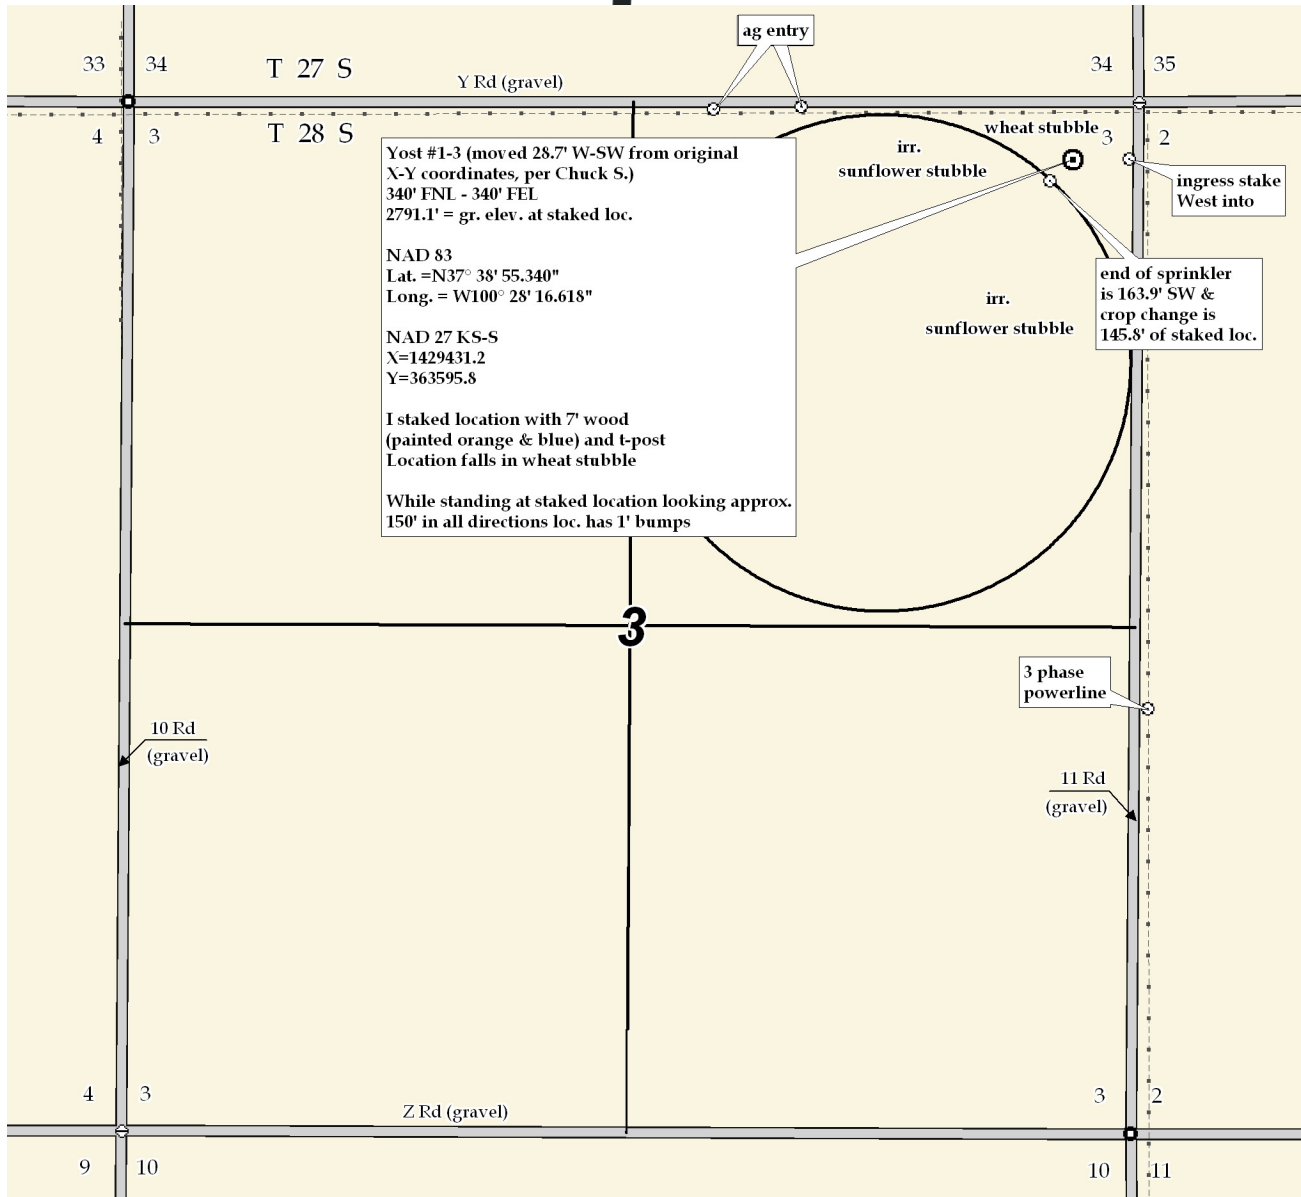 ag entry
33 34
T 27 S
Y Rd (gravel)
34 35
4 3
T 28 S
wheat stubble
3 2
irr.
sunflower stubble
Yost #1-3 (moved 28.7' W-SW from original
X-Y coordinates, per Chuck S.)
340' FNL - 340' FEL
2791.1' = gr. elev. at staked loc.
NAD 83
Lat. =N37° 38' 55.340"
Long. = W100° 28' 16.618"
NAD 27 KS-S
X=1429431.2
Y=363595.8
I staked location with 7' wood
(painted orange & blue) and t-post
Location falls in wheat stubble
While standing at staked location looking approx.
150' in all directions loc. has 1' bumps
ingress stake
West into
end of sprinkler
is 163.9' SW &
crop change is
145.8' of staked loc.
irr.
sunflower stubble
3
3 phase
powerline
10 Rd
(gravel)
11 Rd
(gravel)
4 3
Z Rd (gravel)
3 2
9 10
10 11